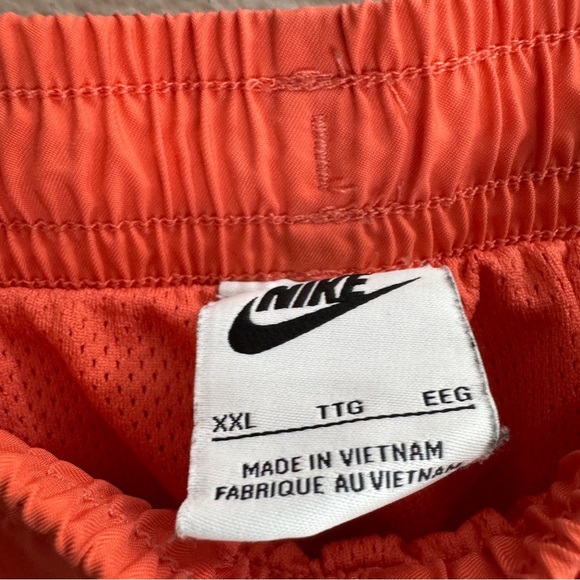 NIKE
XXL TTG EEG
MADE IN VIETNAM
FABRIQUE AU VIETNAM